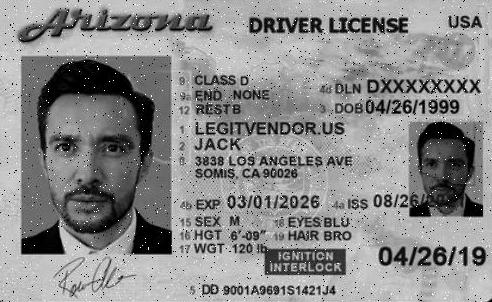 Arizona DRIVER LICENSE USA
9 CLASS D
9a END NONE 4d DLN DXXXXXXXX
12 REST B 3 DOB 04/26/1999
1 LEGITVENDOR.US
2 JACK
8 3838 LOS ANGELES AVE
SOMIS, CA 90026
4b EXP 03/01/2026 4a ISS 08/26/
15 SEX M 18 EYES BLU
16 HGT 6'-09" 19 HAIR BRO
17 WGT 120 lb
IGNITION
INTERLOCK
04/26/19
5 DD 9001A9691S1421J4